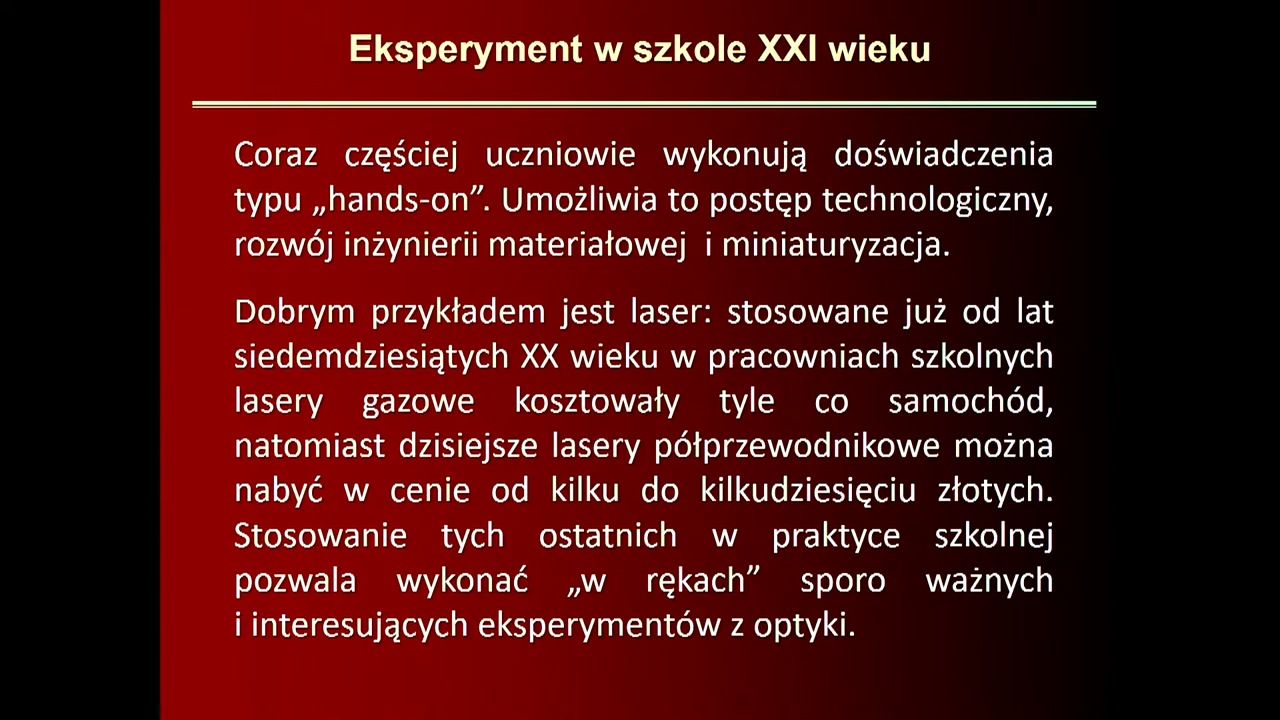 Eksperyment w szkole XXI wieku
Coraz częściej uczniowie wykonują doświadczenia
typu „hands-on”. Umożliwia to postęp technologiczny,
rozwój inżynierii materiałowej i miniaturyzacja.
Dobrym przykładem jest laser: stosowane już od lat
siedemdziesiątych XX wieku w pracowniach szkolnych
lasery gazowe kosztowały tyle co samochód,
natomiast dzisiejsze lasery półprzewodnikowe można
nabyć w cenie od kilku do kilkudziesięciu złotych.
Stosowanie tych ostatnich w praktyce szkolnej
pozwala wykonać „w rękach” sporo ważnych
i interesujących eksperymentów z optyki.